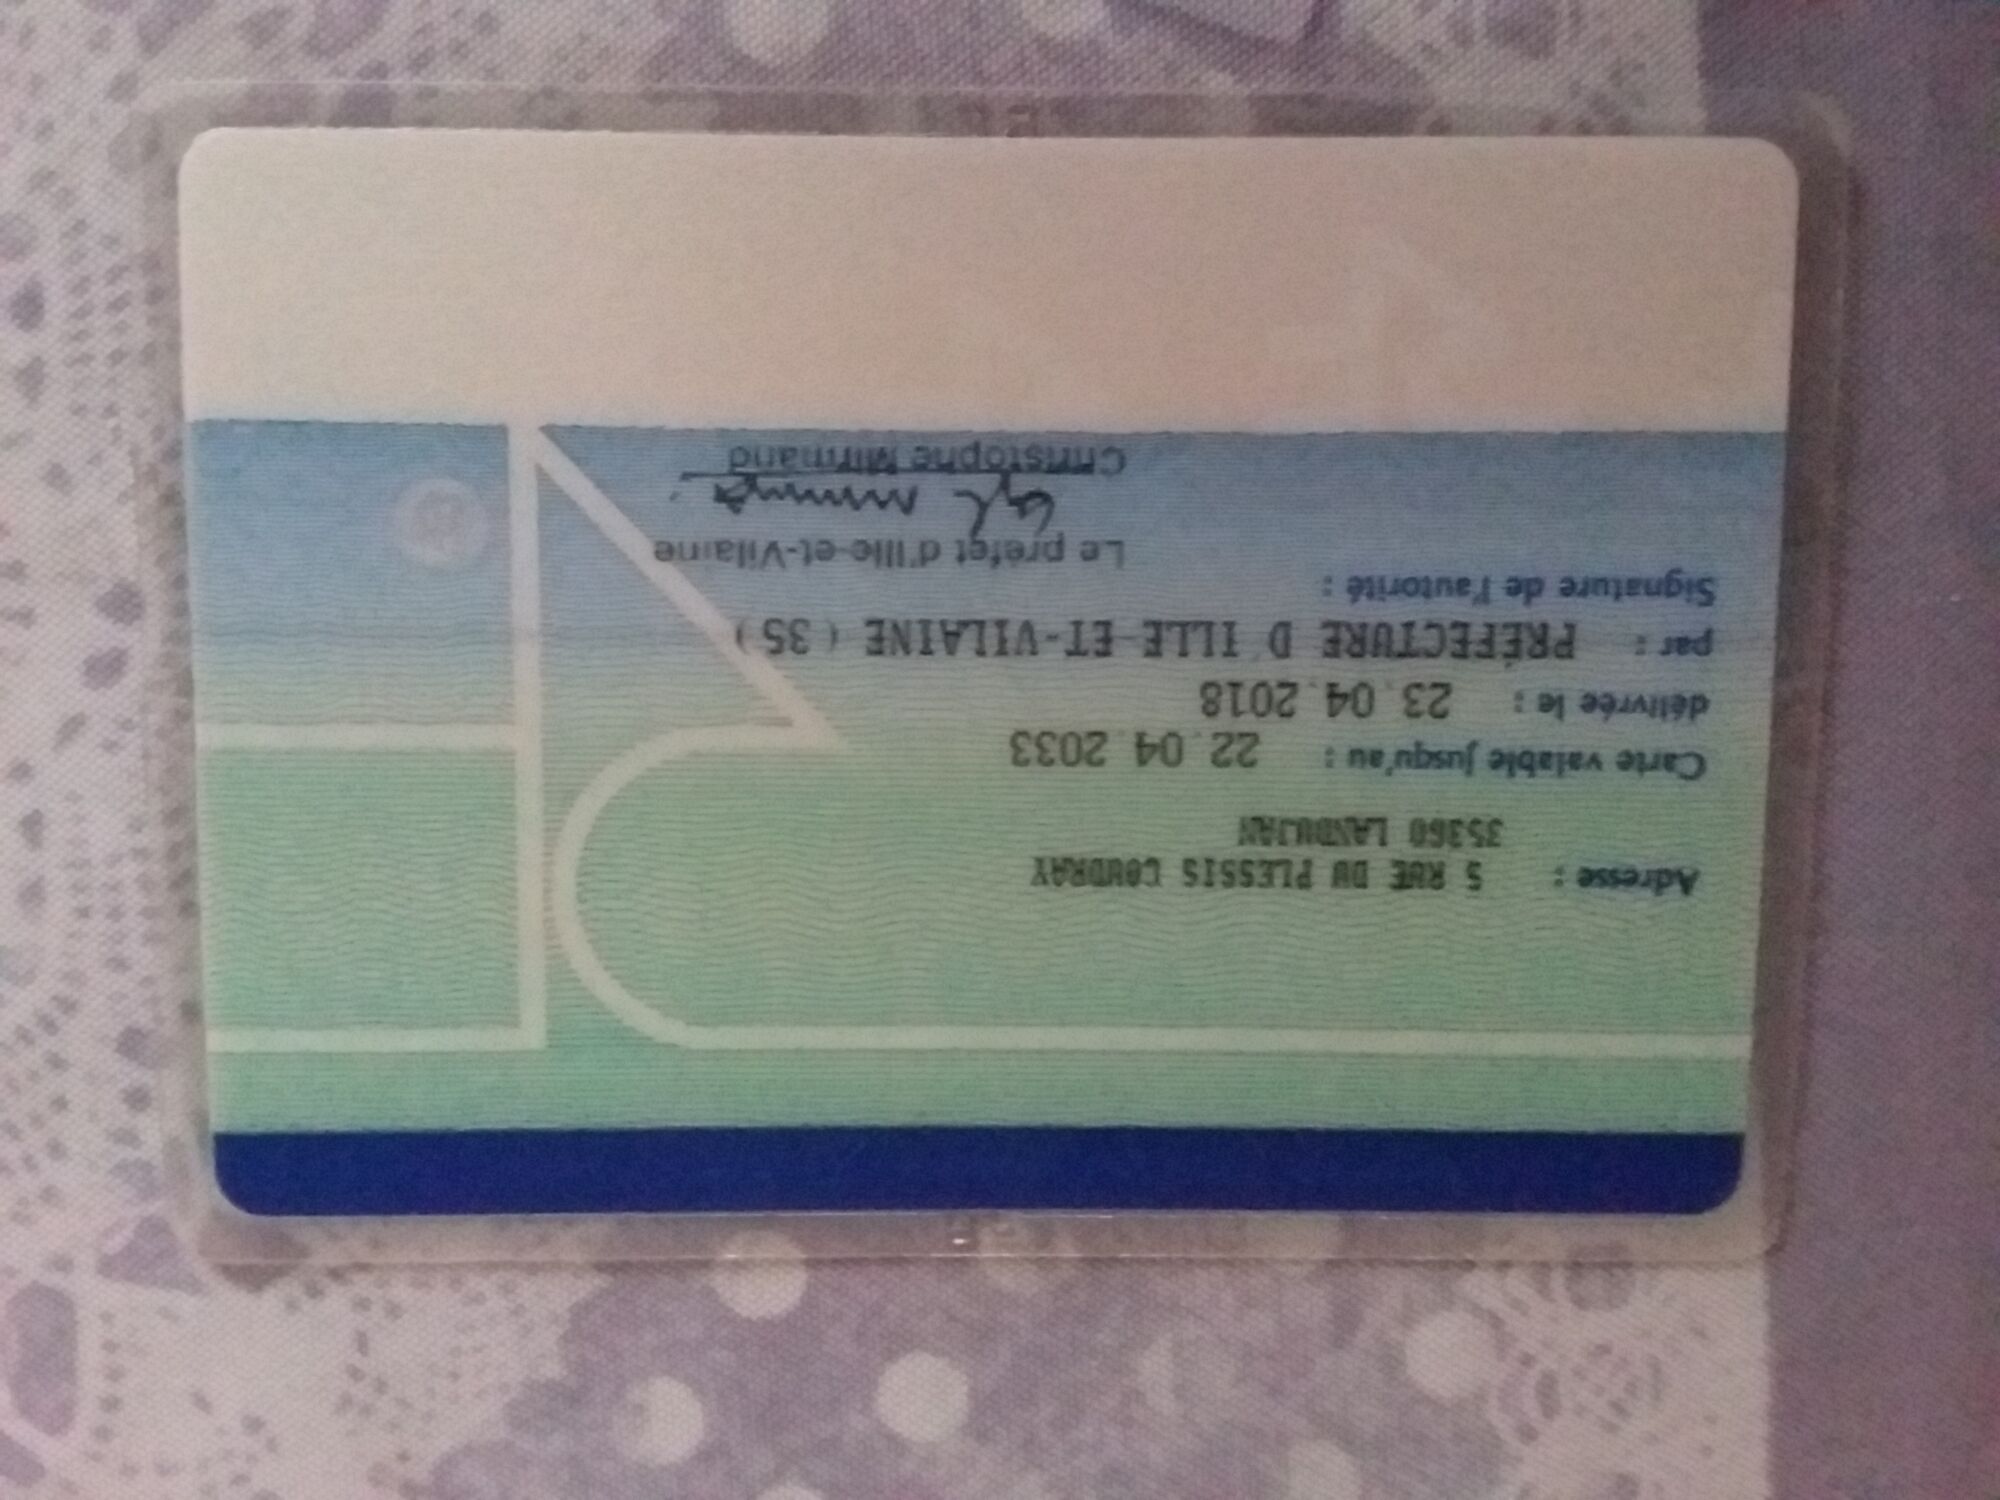 Adresse : 5 RUE DU PLESSIS COUDRAY
35360 LANDUJAN
Carte valable jusqu'au : 22.04.2033
délivrée le : 23.04.2018
par : PRÉFECTURE D'ILLE-ET-VILAINE (35)
Signature de l'autorité :
Le préfet d'Ille-et-Vilaine
Christophe Mirmand